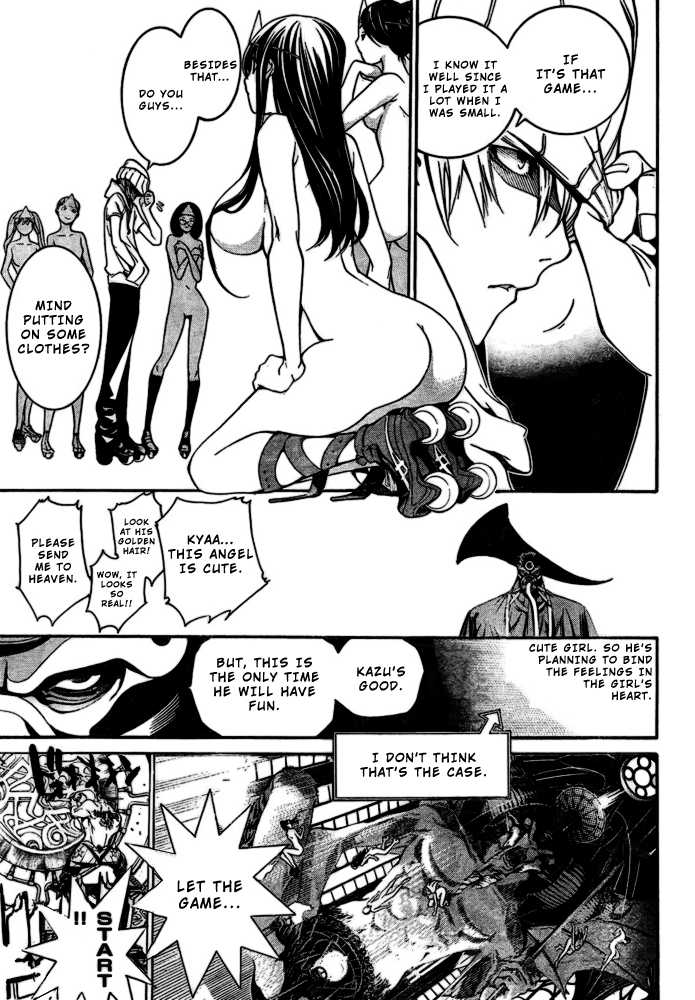 IF
IT'S THAT
GAME...
I KNOW IT
WELL SINCE
I PLAYED IT A
LOT WHEN I
WAS SMALL.
BESIDES
THAT...
DO YOU
GUYS...
MIND
PUTTING
ON SOME
CLOTHES?
KYAA...
THIS ANGEL
IS CUTE.
LOOK
AT HIS
GOLDEN
HAIR!
WOW, IT
LOOKS
SO
REAL!!
PLEASE
SEND
ME TO
HEAVEN.
CUTE GIRL. SO HE'S
PLANNING TO BIND
THE FEELINGS IN
THE GIRL'S
HEART.
KAZU'S
GOOD.
BUT, THIS IS
THE ONLY TIME
HE WILL HAVE
FUN.
I DON'T THINK
THAT'S THE CASE.
LET THE
GAME...
START
!!